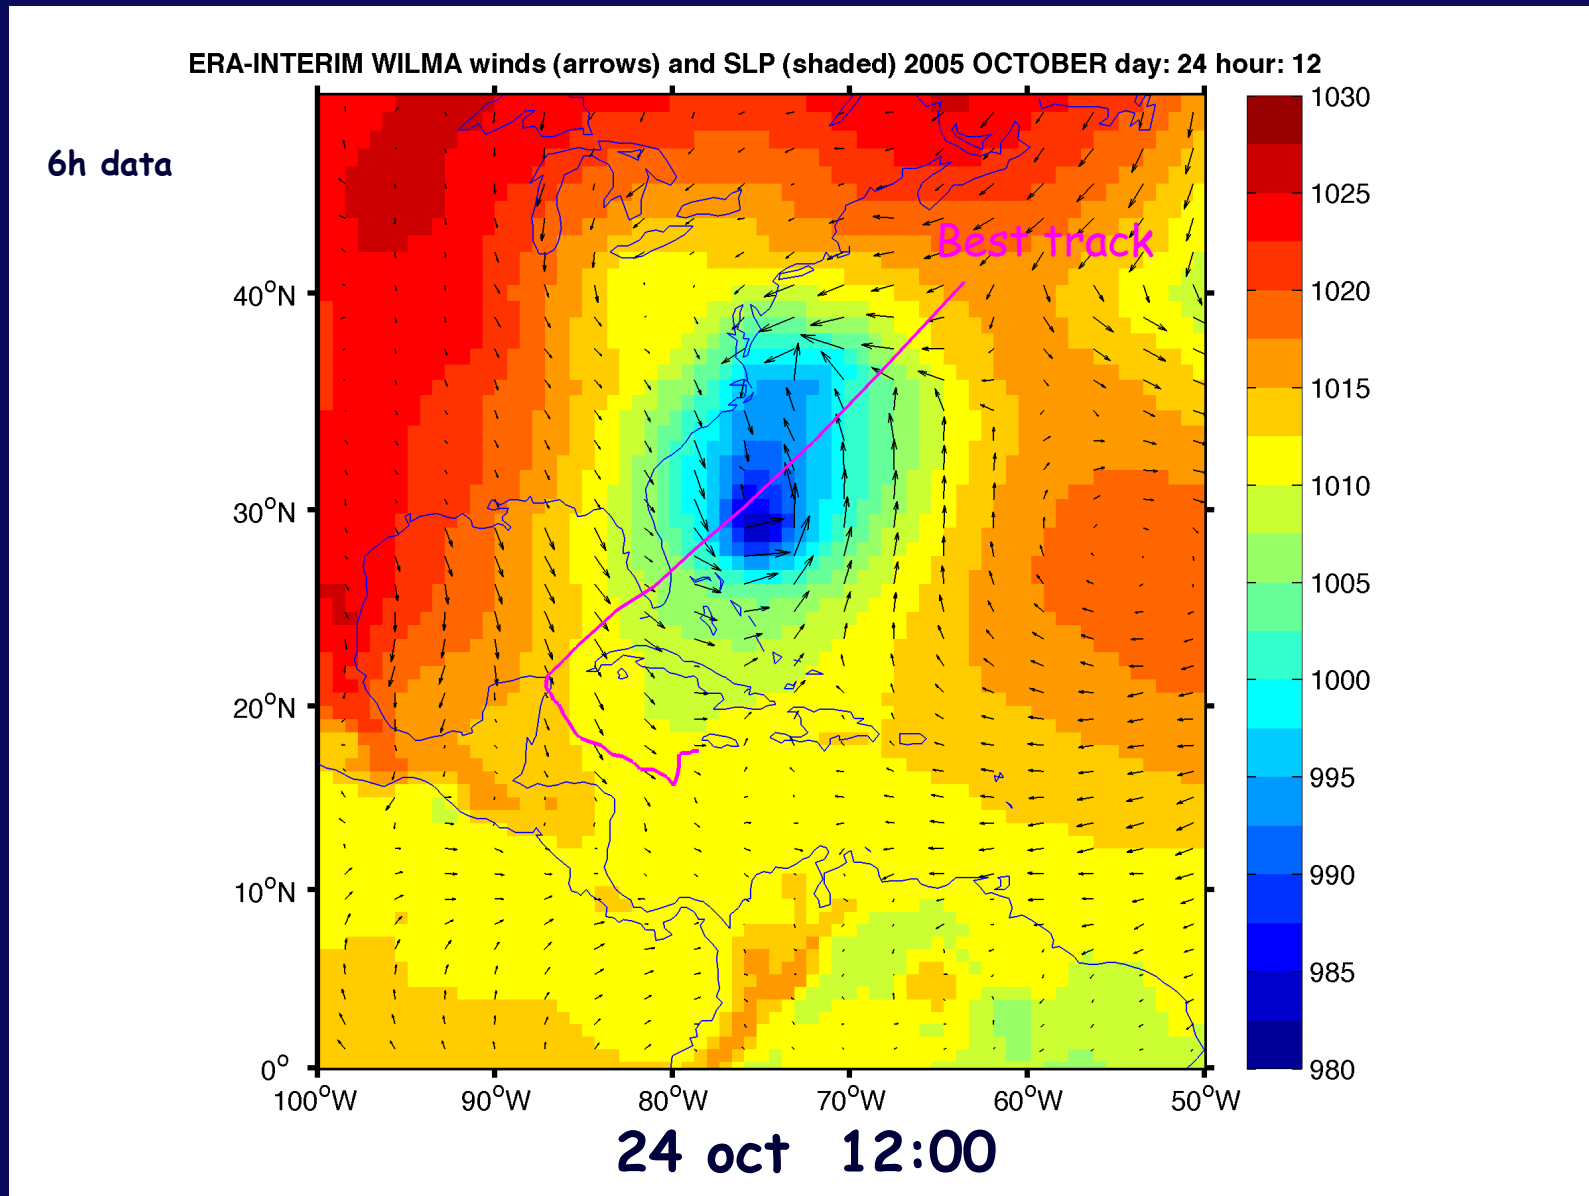 ERA-INTERIM WILMA winds (arrows) and SLP (shaded) 2005 OCTOBER day: 24 hour: 12
6h data
Best track
40°N
30°N
20°N
10°N
0°
100°W 90°W 80°W 70°W 60°W 50°W
1030
1025
1020
1015
1010
1005
1000
995
990
985
980
24 oct 12:00